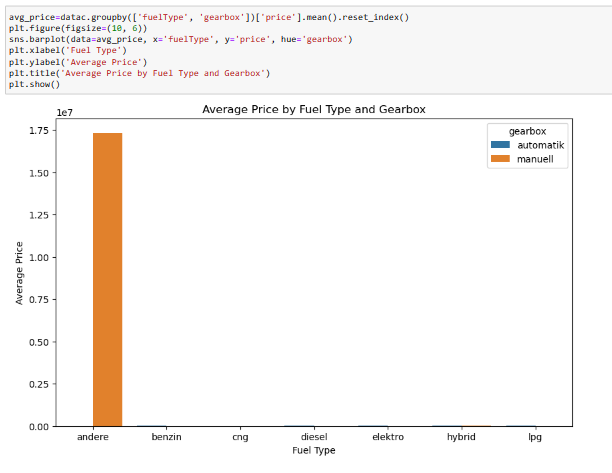 avg_price=datac.groupby(['fuelType', 'gearbox'])['price'].mean().reset_index()
plt.figure(figsize=(10, 6))
sns.barplot(data=avg_price, x='fuelType', y='price', hue='gearbox')
plt.xlabel('Fuel Type')
plt.ylabel('Average Price')
plt.title('Average Price by Fuel Type and Gearbox')
plt.show()
Average Price by Fuel Type and Gearbox
1e7
gearbox
automatik
manuell
1.75
1.50
1.25
1.00
0.75
0.50
0.25
0.00
Average Price
andere benzin cng diesel elektro hybrid lpg
Fuel Type